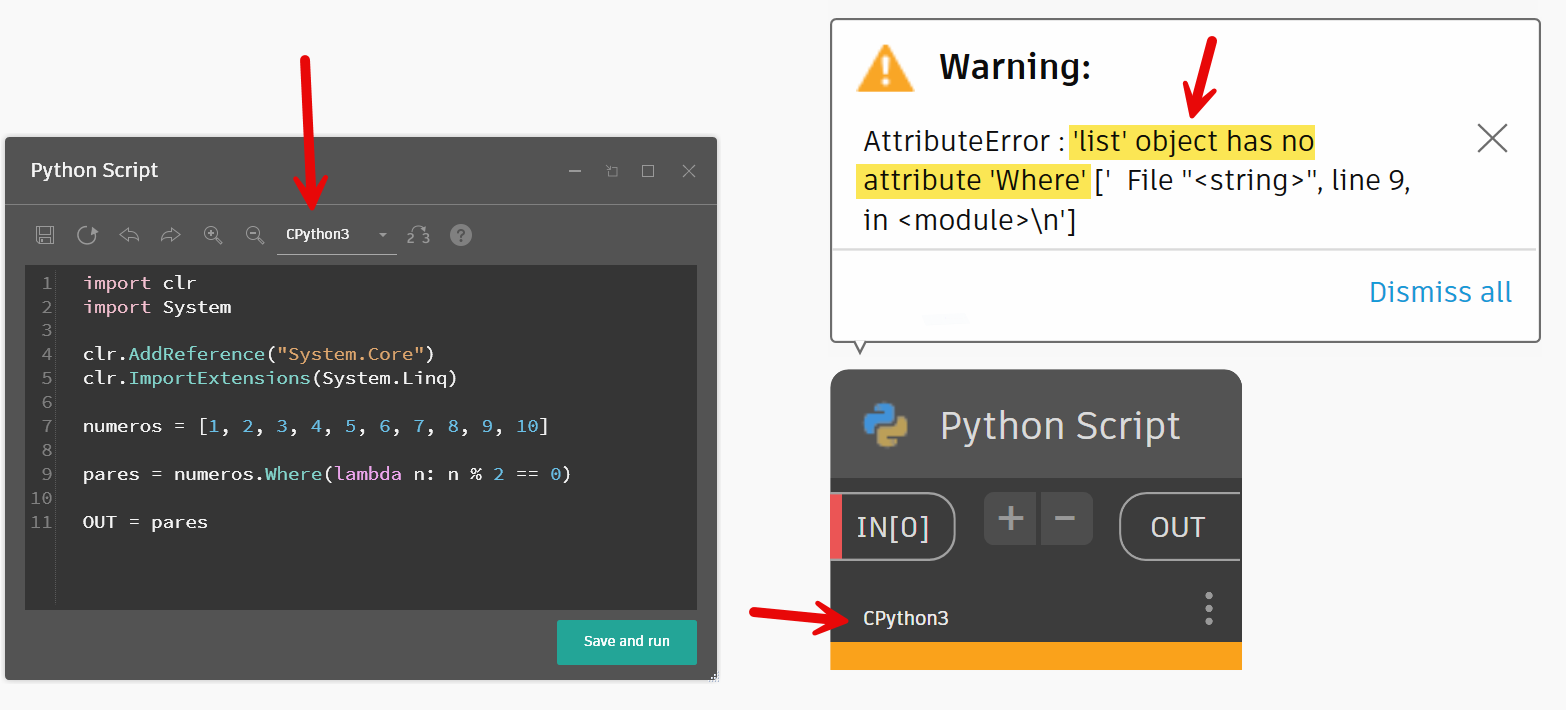 Python Script
CPython3
2 3
?
1 import clr
2 import System
3
4 clr.AddReference("System.Core")
5 clr.ImportExtensions(System.Linq)
6
7 numeros = [1, 2, 3, 4, 5, 6, 7, 8, 9, 10]
8
9 pares = numeros.Where(lambda n: n % 2 == 0)
10
11 OUT = pares
Save and run
Warning:
AttributeError : 'list' object has no
attribute 'Where' [' File "<string>", line 9,
in <module>\n']
Dismiss all
Python Script
IN[0] + - OUT
CPython3